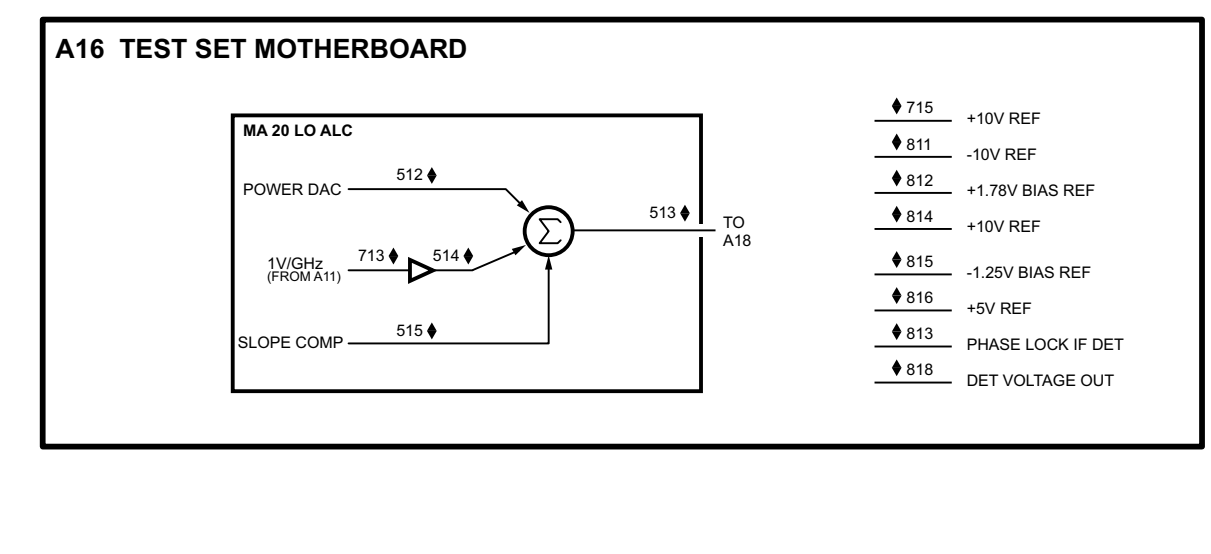 A16 TEST SET MOTHERBOARD
MA 20 LO ALC
POWER DAC
512♦
713♦
514♦
1V/GHz
(FROM A11)
SLOPE COMP
515♦
Σ
513♦
TO
A18
♦715
+10V REF
♦811
-10V REF
♦812
+1.78V BIAS REF
♦814
+10V REF
♦815
-1.25V BIAS REF
♦816
+5V REF
♦813
PHASE LOCK IF DET
♦818
DET VOLTAGE OUT